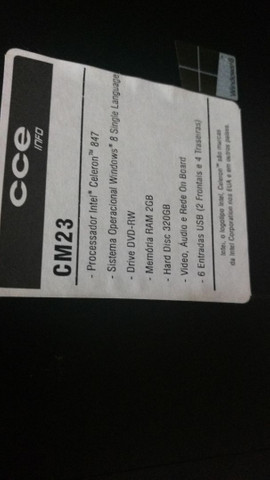 cce
INFO
CM23
- Processador Intel® Celeron™ 847
- Sistema Operacional Windows® 8 Single Language
- Drive DVD-RW
- Memória RAM 2GB
- Hard Disc 320GB
- Vídeo, Áudio e Rede On Board
- 6 Entradas USB (2 Frontais e 4 Traseiras)
Intel, o logotipo Intel, Celeron™ são marcas
da Intel Corporation nos EUA e em outros países.
Windows 8